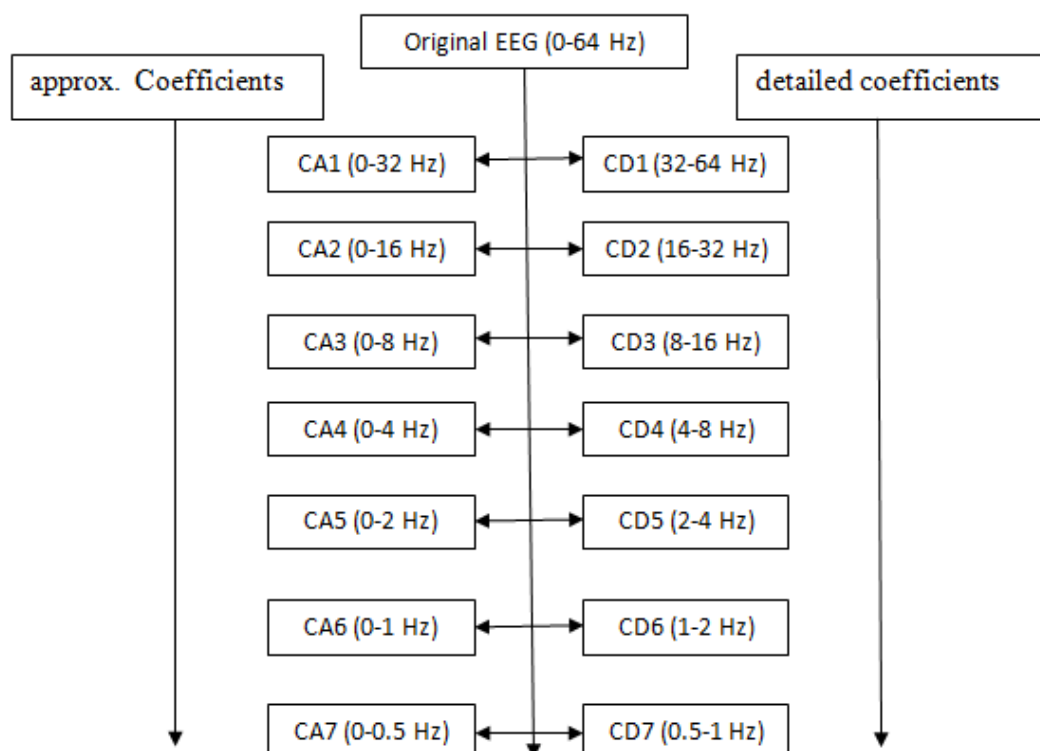 Original EEG (0-64 Hz)
approx. Coefficients
detailed coefficients
CA1 (0-32 Hz)
CD1 (32-64 Hz)
CA2 (0-16 Hz)
CD2 (16-32 Hz)
CA3 (0-8 Hz)
CD3 (8-16 Hz)
CA4 (0-4 Hz)
CD4 (4-8 Hz)
CA5 (0-2 Hz)
CD5 (2-4 Hz)
CA6 (0-1 Hz)
CD6 (1-2 Hz)
CA7 (0-0.5 Hz)
CD7 (0.5-1 Hz)